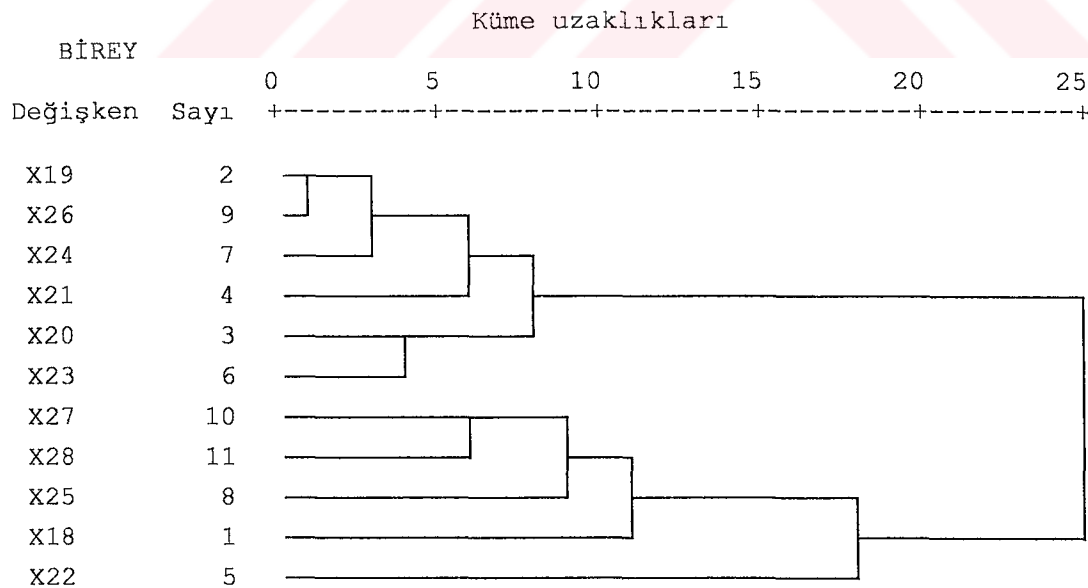 Küme uzaklıkları
BİREY
0 5 10 15 20 25
Değişken Sayı +---------+---------+---------+---------+---------+
X19 2
X26 9
X24 7
X21 4
X20 3
X23 6
X27 10
X28 11
X25 8
X18 1
X22 5